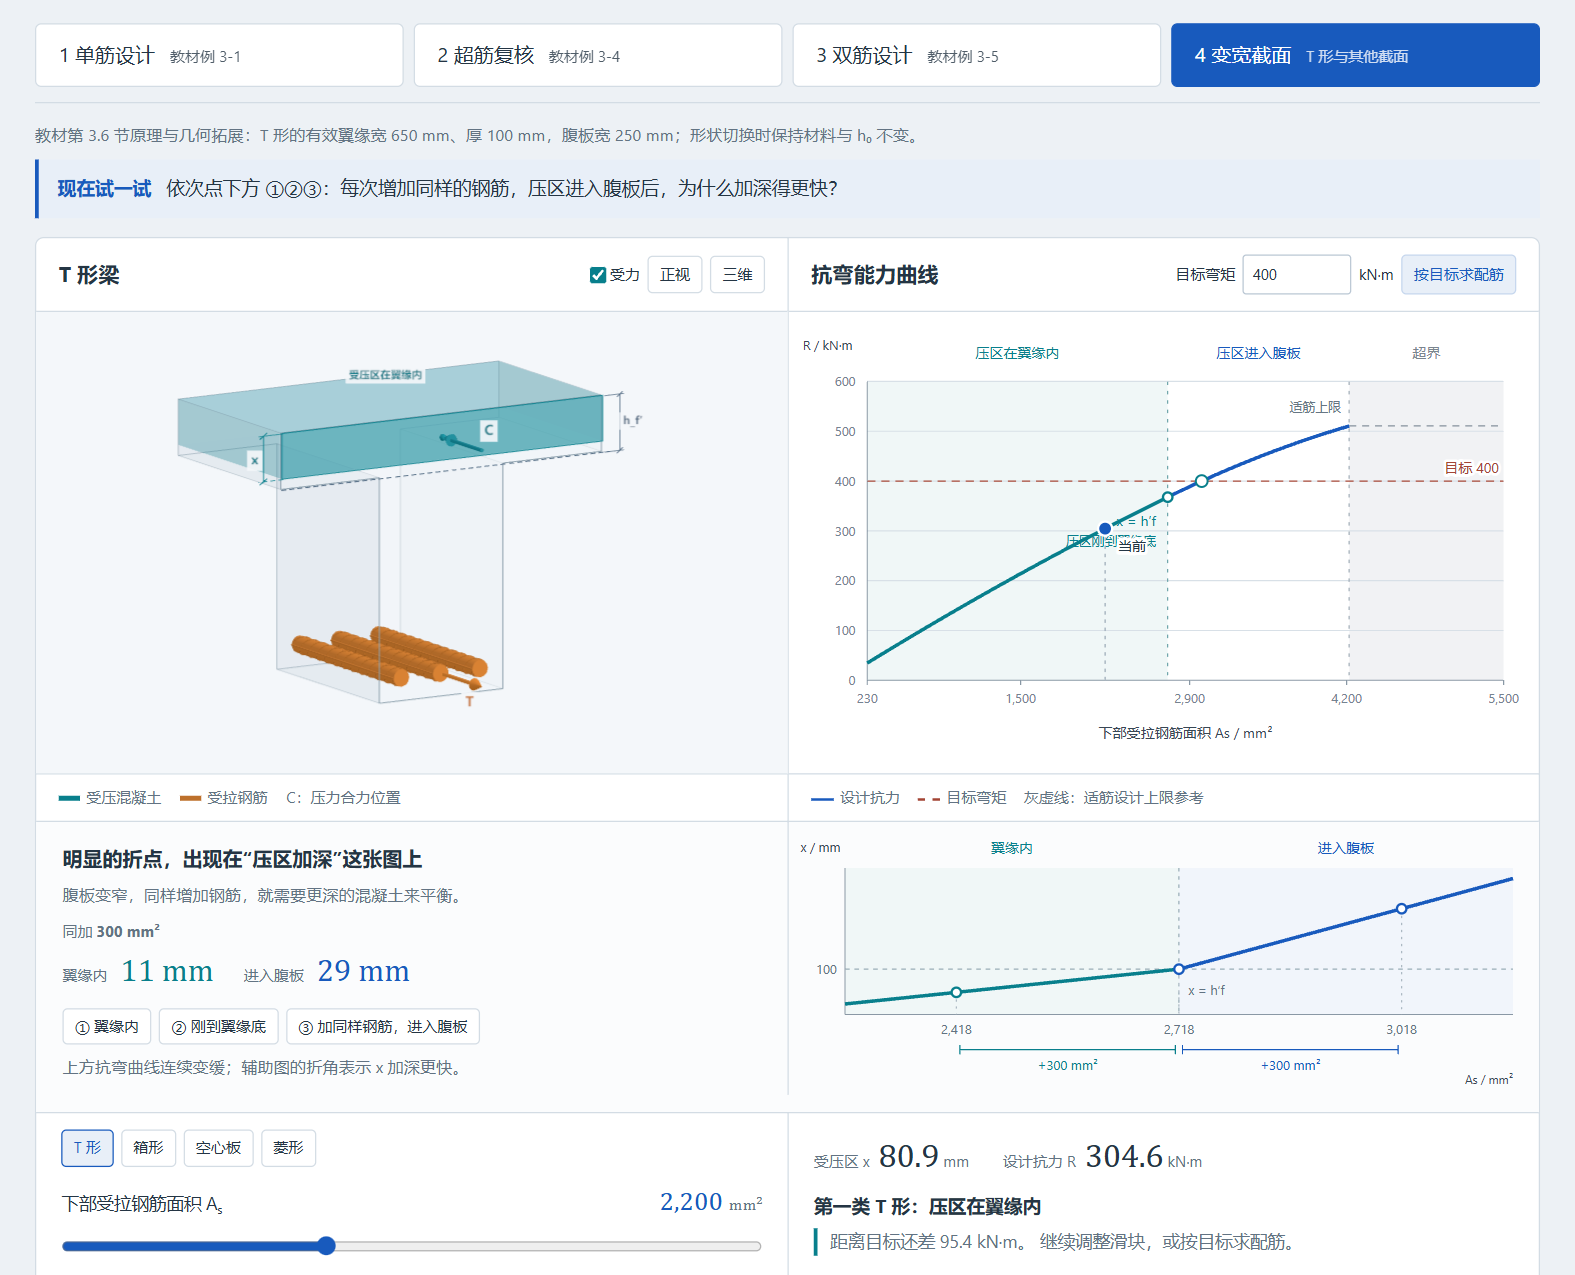 1 单筋设计 教材例 3-1
2 超筋复核 教材例 3-4
3 双筋设计 教材例 3-5
4 变宽截面 T 形与其他截面
教材第 3.6 节原理与几何拓展：T 形的有效翼缘宽 650 mm、厚 100 mm，腹板宽 250 mm；形状切换时保持材料与 h₀ 不变。
现在试一试 依次点下方 ①②③：每次增加同样的钢筋，压区进入腹板后，为什么加深得更快？
T 形梁
受力 正视 三维
受压区在翼缘内
C
h_f'
x
T
受压混凝土 受拉钢筋 C：压力合力位置
抗弯能力曲线
目标弯矩 400 kN·m 按目标求配筋
R / kN·m
压区在翼缘内 压区进入腹板 超界
600
适筋上限
500
目标 400
400
x = h'f
300
压区刚到翼缘底
当前
200
100
0
230 1,500 2,900 4,200 5,500
下部受拉钢筋面积 As / mm²
设计抗力 目标弯矩 灰虚线：适筋设计上限参考
明显的折点，出现在“压区加深”这张图上
腹板变窄，同样增加钢筋，就需要更深的混凝土来平衡。
同加 300 mm²
翼缘内 11 mm 进入腹板 29 mm
① 翼缘内 ② 刚到翼缘底 ③ 加同样钢筋，进入腹板
上方抗弯曲线连续变缓；辅助图的折角表示 x 加深更快。
x / mm
翼缘内 进入腹板
100
x = h'f
2,418 2,718 3,018
+300 mm² +300 mm²
As / mm²
T 形 箱形 空心板 菱形
下部受拉钢筋面积 As 2,200 mm²
受压区 x 80.9 mm 设计抗力 R 304.6 kN·m
第一类 T 形：压区在翼缘内
距离目标还差 95.4 kN·m。 继续调整滑块，或按目标求配筋。